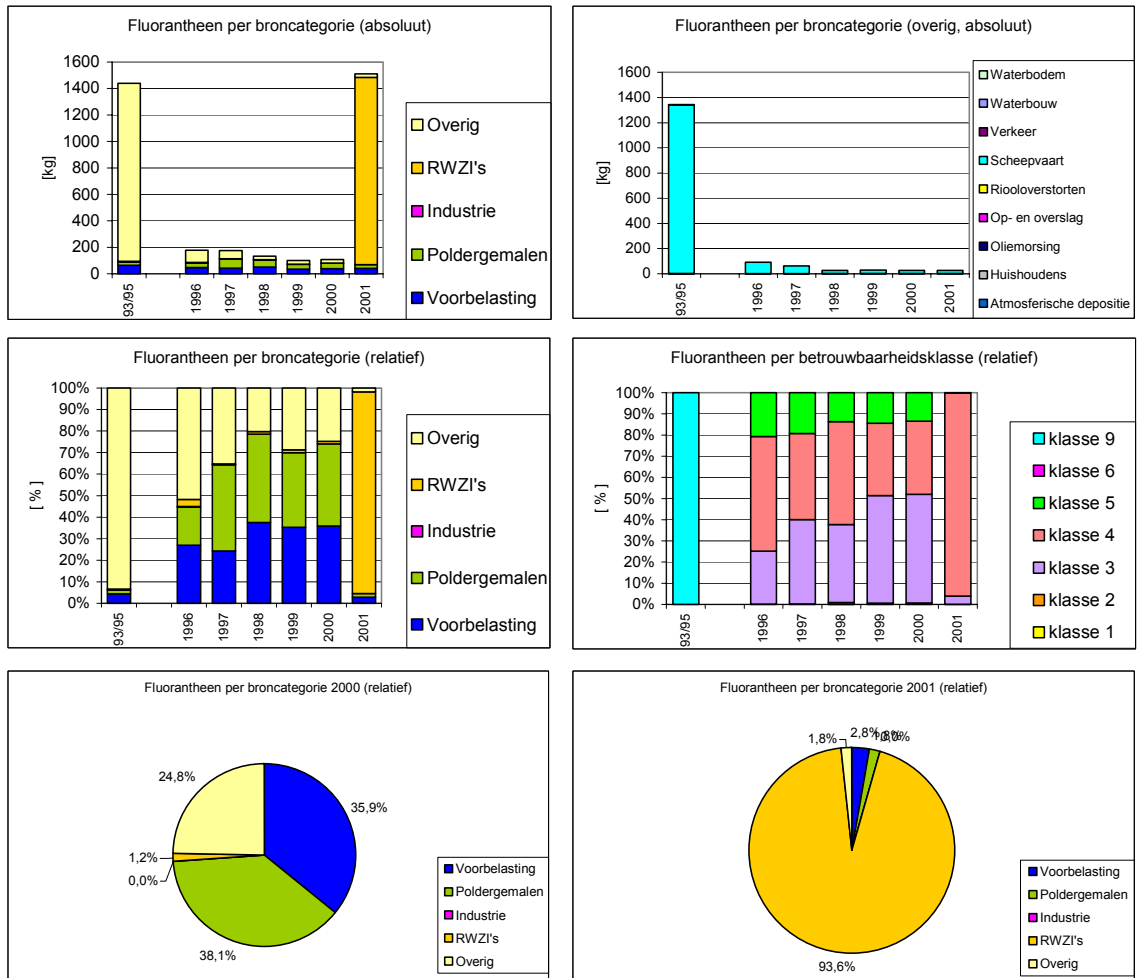 Fluorantheen per broncategorie (absoluut)
1600
1400
1200
1000
800
600
400
200
0
[kg]
93/95
1996
1997
1998
1999
2000
2001
Overig
RWZI's
Industrie
Poldergemalen
Voorbelasting
Fluorantheen per broncategorie (overig, absoluut)
1600
1400
1200
1000
800
600
400
200
0
[kg]
93/95
1996
1997
1998
1999
2000
2001
Waterbodem
Waterbouw
Verkeer
Scheepvaart
Riooloverstorten
Op- en overslag
Oliemorsing
Huishoudens
Atmosferische depositie
Fluorantheen per broncategorie (relatief)
100%
90%
80%
70%
60%
50%
40%
30%
20%
10%
0%
[ % ]
93/95
1996
1997
1998
1999
2000
2001
Overig
RWZI's
Industrie
Poldergemalen
Voorbelasting
Fluorantheen per betrouwbaarheidsklasse (relatief)
100%
90%
80%
70%
60%
50%
40%
30%
20%
10%
0%
[ % ]
93/95
1996
1997
1998
1999
2000
2001
klasse 9
klasse 6
klasse 5
klasse 4
klasse 3
klasse 2
klasse 1
Fluorantheen per broncategorie 2000 (relatief)
24,8%
35,9%
1,2%
0,0%
38,1%
Voorbelasting
Poldergemalen
Industrie
RWZI's
Overig
Fluorantheen per broncategorie 2001 (relatief)
1,8%
2,8%
93,6%
Voorbelasting
Poldergemalen
Industrie
RWZI's
Overig